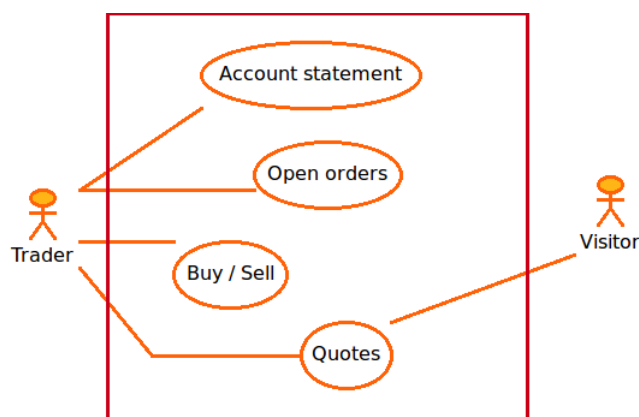 Account statement
Open orders
Trader
Visitor
Buy / Sell
Quotes